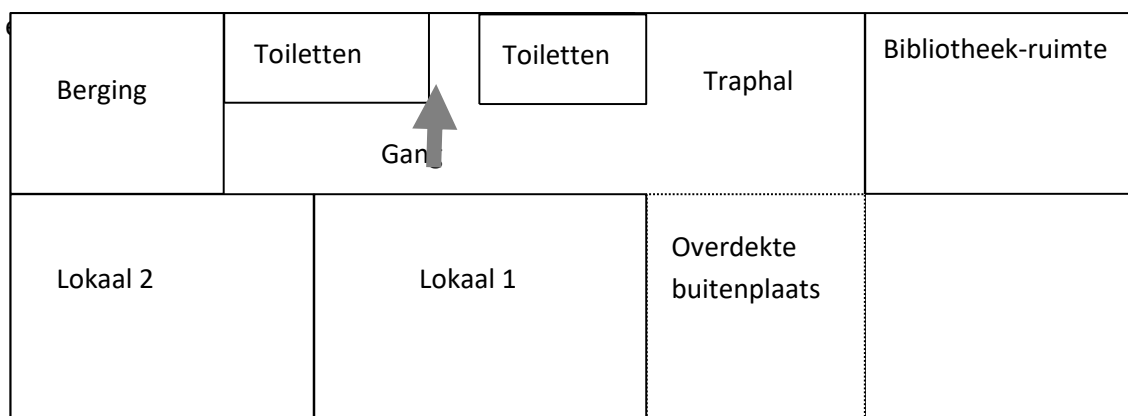 Toiletten
Toiletten
Bibliotheek-ruimte
Berging
Traphal
Gang
Lokaal 2
Lokaal 1
Overdekte
buitenplaats